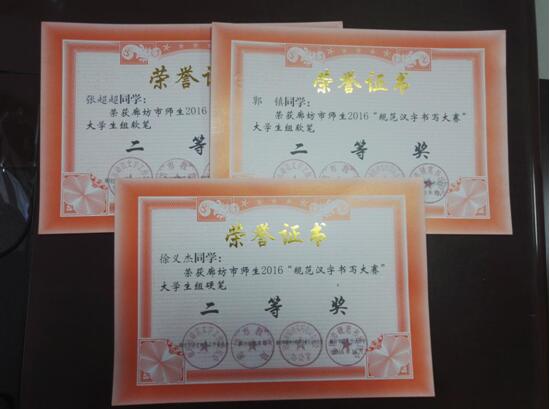 荣誉证
张超超同学：
荣获廊坊市师生2016“
大学生组软笔
二 等
荣誉证书
郭 镇同学：
荣获廊坊市师生2016“规范汉字书写大赛”
大学生组软笔
二 等 奖
荣誉证书
徐义杰同学：
荣获廊坊市师生2016“规范汉字书写大赛”
大学生组硬笔
二 等 奖